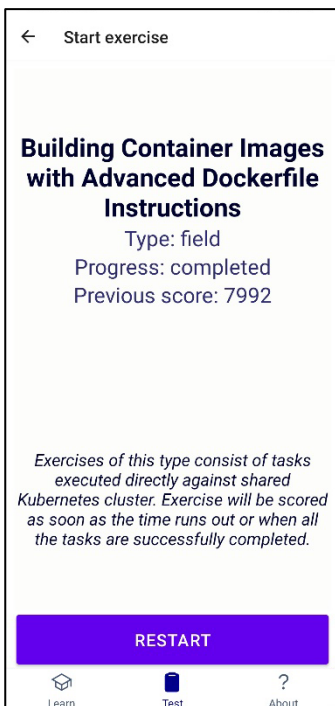 Start exercise
Building Container Images
with Advanced Dockerfile
Instructions
Type: field
Progress: completed
Previous score: 7992
Exercises of this type consist of tasks
executed directly against shared
Kubernetes cluster. Exercise will be scored
as soon as the time runs out or when all
the tasks are successfully completed.
RESTART
Learn Test About